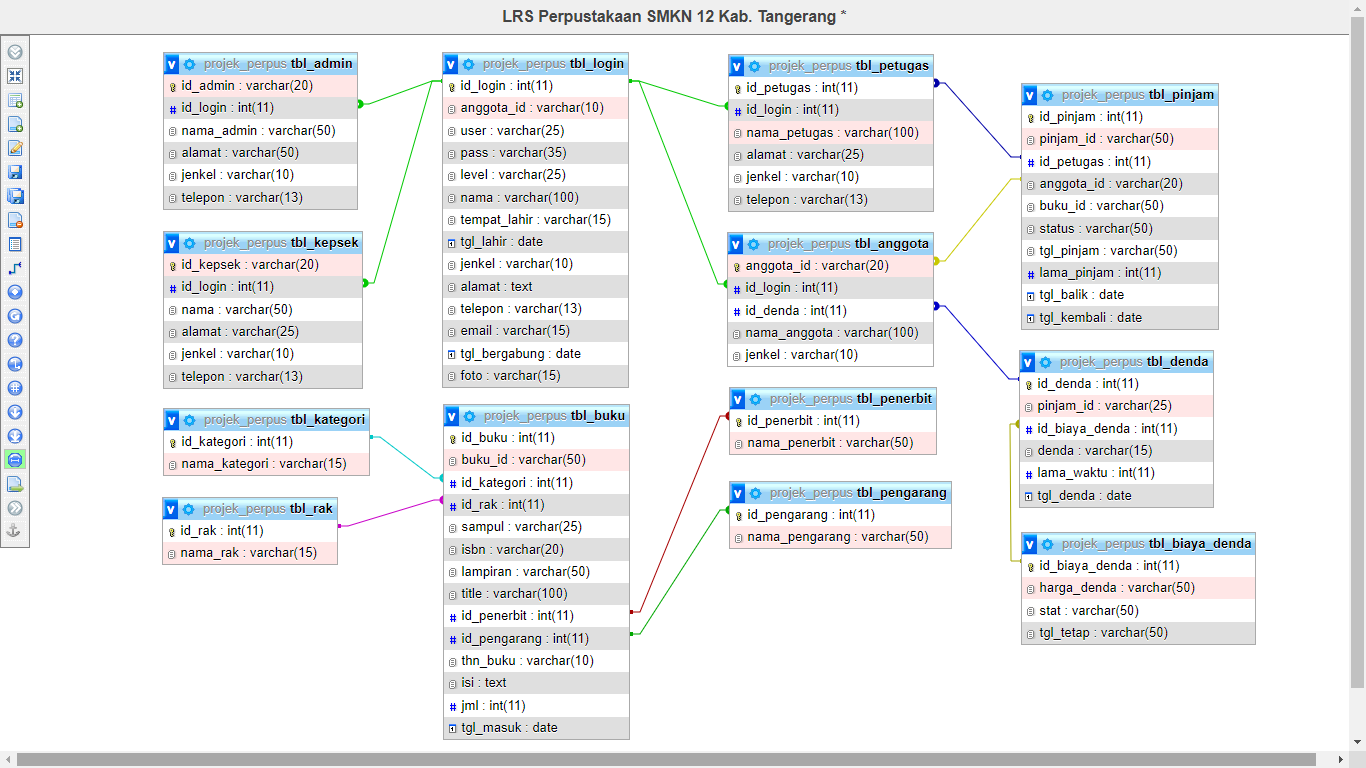 LRS Perpustakaan SMKN 12 Kab. Tangerang *
v projek_perpus tbl_admin
id_admin : varchar(20)
# id_login : int(11)
nama_admin : varchar(50)
alamat : varchar(50)
jenkel : varchar(10)
telepon : varchar(13)
v projek_perpus tbl_kepsek
id_kepsek : varchar(20)
# id_login : int(11)
nama : varchar(50)
alamat : varchar(25)
jenkel : varchar(10)
telepon : varchar(13)
v projek_perpus tbl_kategori
id_kategori : int(11)
nama_kategori : varchar(15)
v projek_perpus tbl_rak
id_rak : int(11)
nama_rak : varchar(15)
v projek_perpus tbl_login
id_login : int(11)
anggota_id : varchar(10)
user : varchar(25)
pass : varchar(35)
level : varchar(25)
nama : varchar(100)
tempat_lahir : varchar(15)
tgl_lahir : date
jenkel : varchar(10)
alamat : text
telepon : varchar(13)
email : varchar(15)
tgl_bergabung : date
foto : varchar(15)
v projek_perpus tbl_buku
id_buku : int(11)
buku_id : varchar(50)
# id_kategori : int(11)
# id_rak : int(11)
sampul : varchar(25)
isbn : varchar(20)
lampiran : varchar(50)
title : varchar(100)
# id_penerbit : int(11)
# id_pengarang : int(11)
thn_buku : varchar(10)
isi : text
# jml : int(11)
tgl_masuk : date
v projek_perpus tbl_petugas
id_petugas : int(11)
# id_login : int(11)
nama_petugas : varchar(100)
alamat : varchar(25)
jenkel : varchar(10)
telepon : varchar(13)
v projek_perpus tbl_anggota
anggota_id : varchar(20)
# id_login : int(11)
# id_denda : int(11)
nama_anggota : varchar(100)
jenkel : varchar(10)
v projek_perpus tbl_penerbit
id_penerbit : int(11)
nama_penerbit : varchar(50)
v projek_perpus tbl_pengarang
id_pengarang : int(11)
nama_pengarang : varchar(50)
v projek_perpus tbl_pinjam
id_pinjam : int(11)
pinjam_id : varchar(50)
# id_petugas : int(11)
anggota_id : varchar(20)
buku_id : varchar(50)
status : varchar(50)
tgl_pinjam : varchar(50)
# lama_pinjam : int(11)
tgl_balik : date
tgl_kembali : date
v projek_perpus tbl_denda
id_denda : int(11)
pinjam_id : varchar(25)
# id_biaya_denda : int(11)
denda : varchar(15)
# lama_waktu : int(11)
tgl_denda : date
v projek_perpus tbl_biaya_denda
id_biaya_denda : int(11)
harga_denda : varchar(50)
stat : varchar(50)
tgl_tetap : varchar(50)